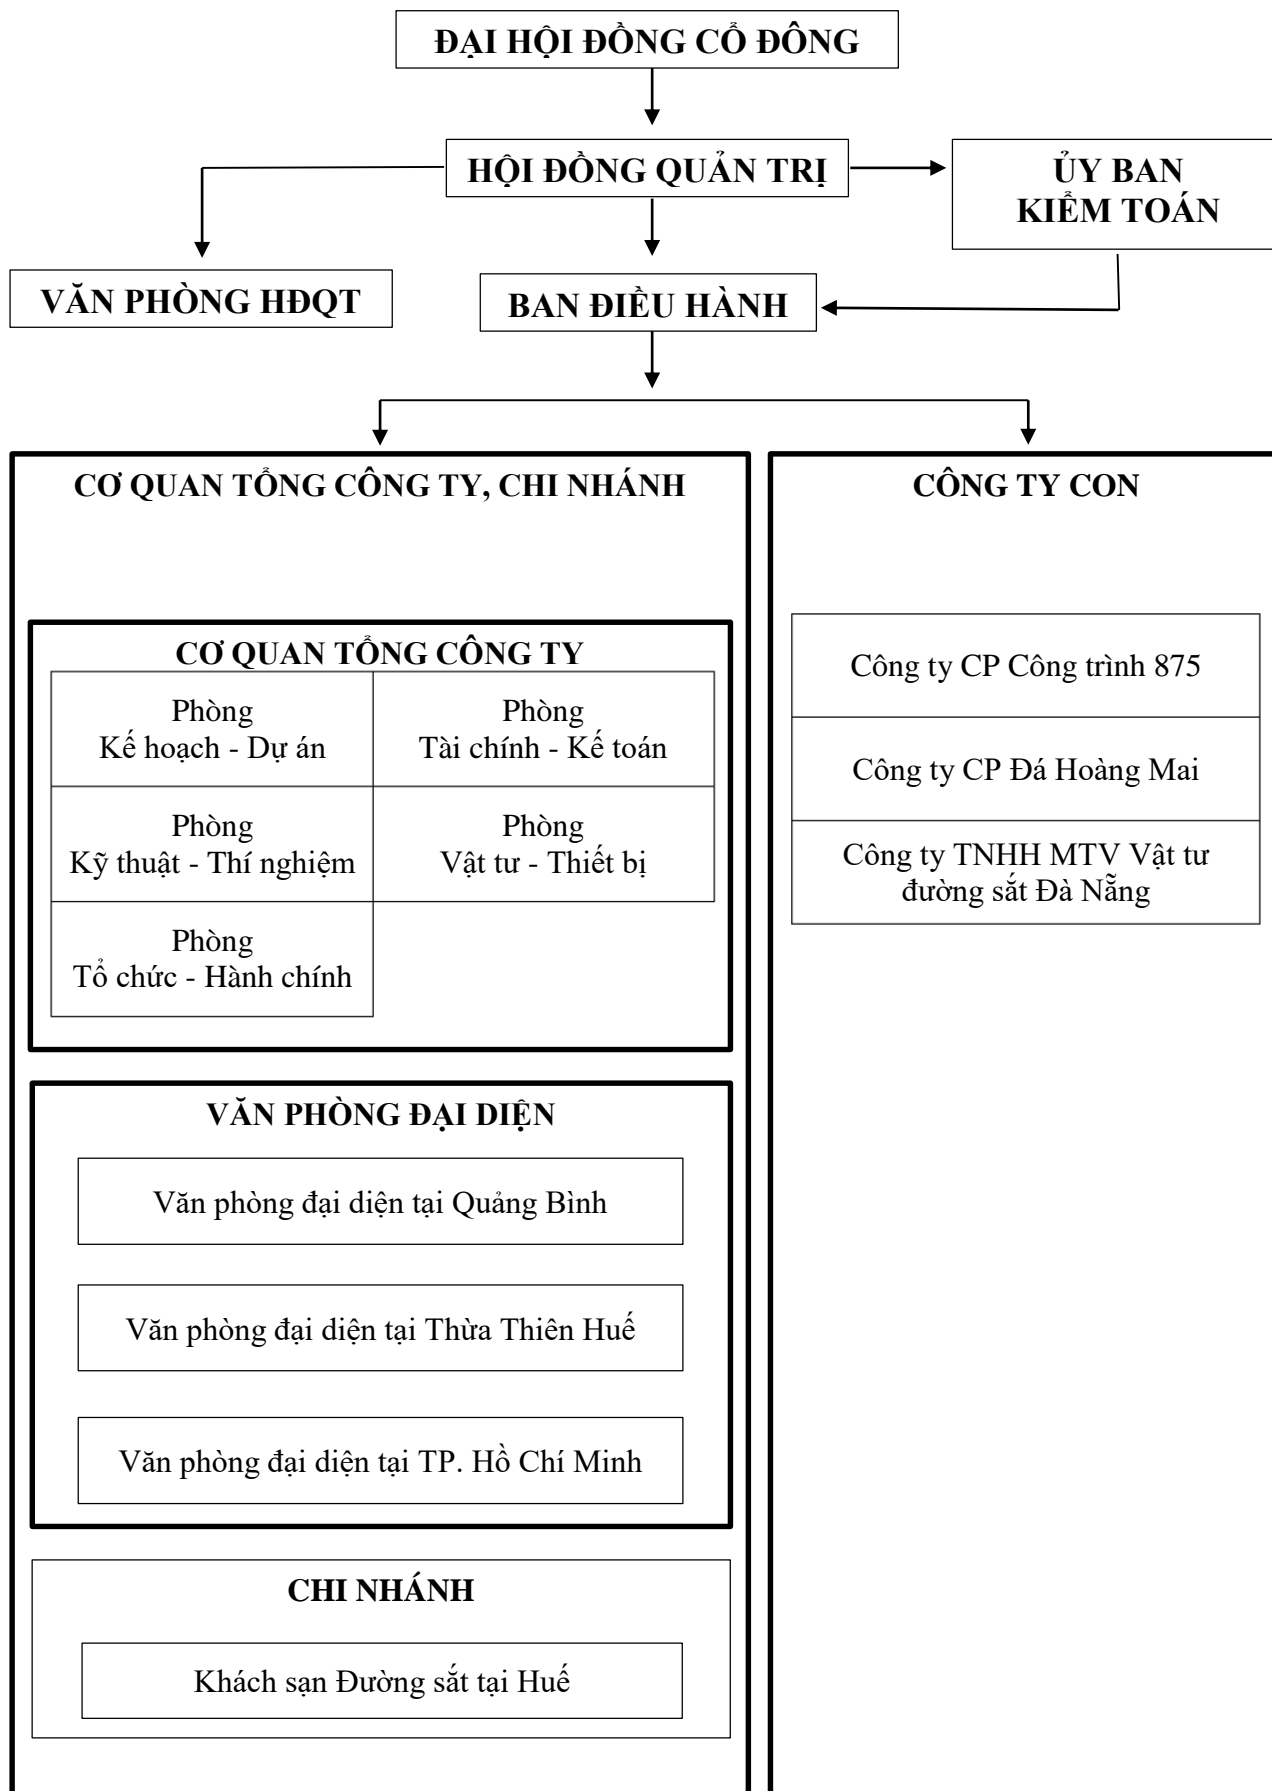 ĐẠI HỘI ĐỒNG CỔ ĐÔNG
HỘI ĐỒNG QUẢN TRỊ
ỦY BAN
KIỂM TOÁN
VĂN PHÒNG HĐQT
BAN ĐIỀU HÀNH
CƠ QUAN TỔNG CÔNG TY, CHI NHÁNH
CƠ QUAN TỔNG CÔNG TY
Phòng
Kế hoạch - Dự án
Phòng
Tài chính - Kế toán
Phòng
Kỹ thuật - Thí nghiệm
Phòng
Vật tư - Thiết bị
Phòng
Tổ chức - Hành chính
VĂN PHÒNG ĐẠI DIỆN
Văn phòng đại diện tại Quảng Bình
Văn phòng đại diện tại Thừa Thiên Huế
Văn phòng đại diện tại TP. Hồ Chí Minh
CHI NHÁNH
Khách sạn Đường sắt tại Huế
CÔNG TY CON
Công ty CP Công trình 875
Công ty CP Đá Hoàng Mai
Công ty TNHH MTV Vật tư
đường sắt Đà Nẵng